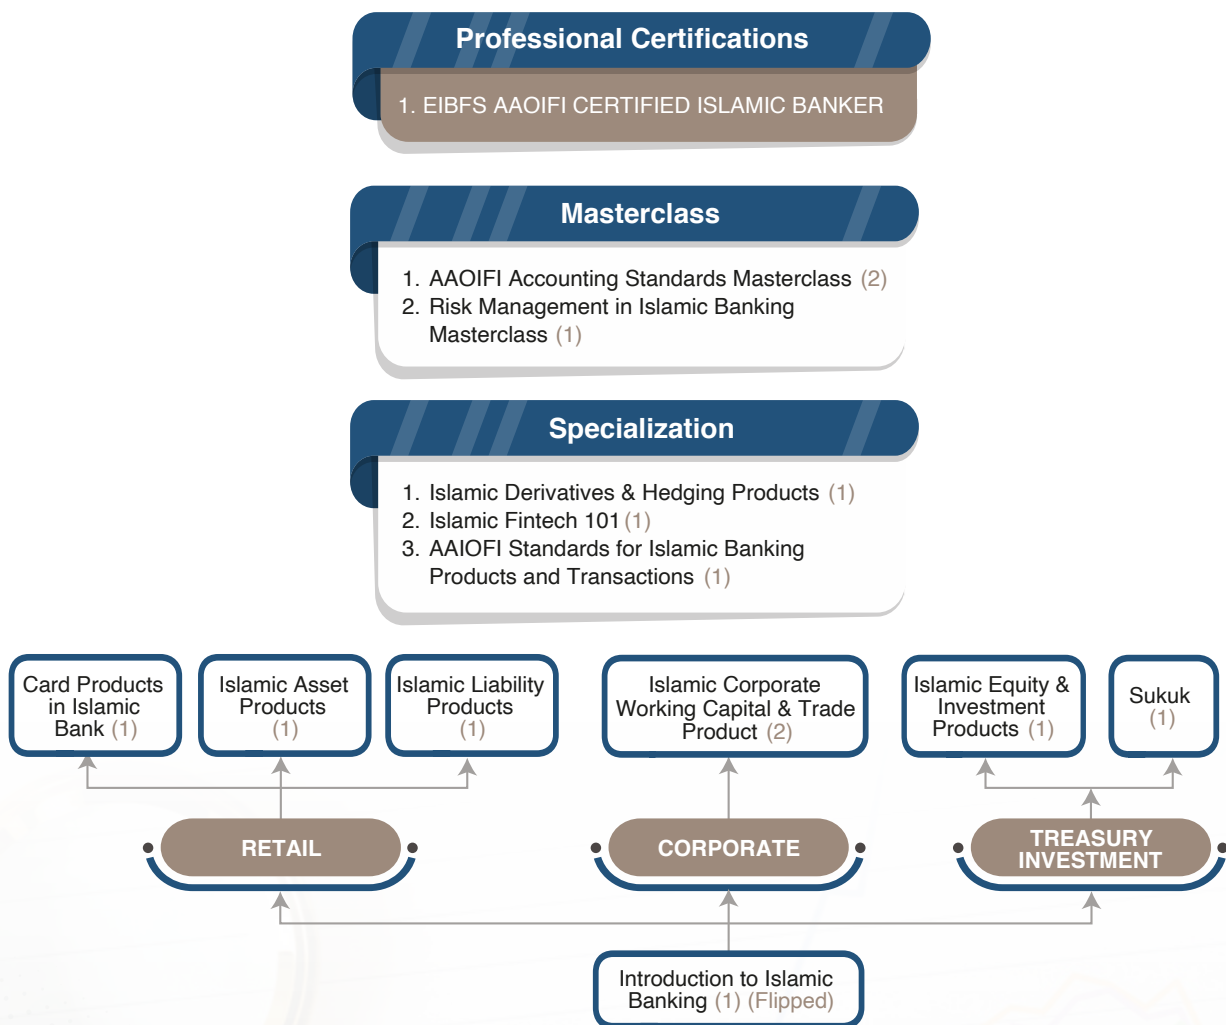 Professional Certifications
1. EIBFS AAOIFI CERTIFIED ISLAMIC BANKER
Masterclass
1. AAOIFI Accounting Standards Masterclass (2)
2. Risk Management in Islamic Banking
Masterclass (1)
Specialization
1. Islamic Derivatives & Hedging Products (1)
2. Islamic Fintech 101 (1)
3. AAIOFI Standards for Islamic Banking
Products and Transactions (1)
Card Products
in Islamic
Bank (1)
Islamic Asset
Products
(1)
Islamic Liability
Products
(1)
Islamic Corporate
Working Capital & Trade
Product (2)
Islamic Equity &
Investment
Products (1)
Sukuk
(1)
RETAIL
CORPORATE
TREASURY
INVESTMENT
Introduction to Islamic
Banking (1) (Flipped)